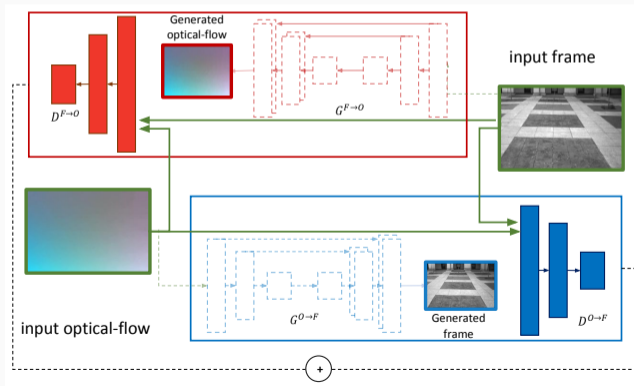 Generated
optical-flow
input frame
D^{F→O}
G^{F→O}
input optical-flow
G^{O→F}
Generated
frame
D^{O→F}
+